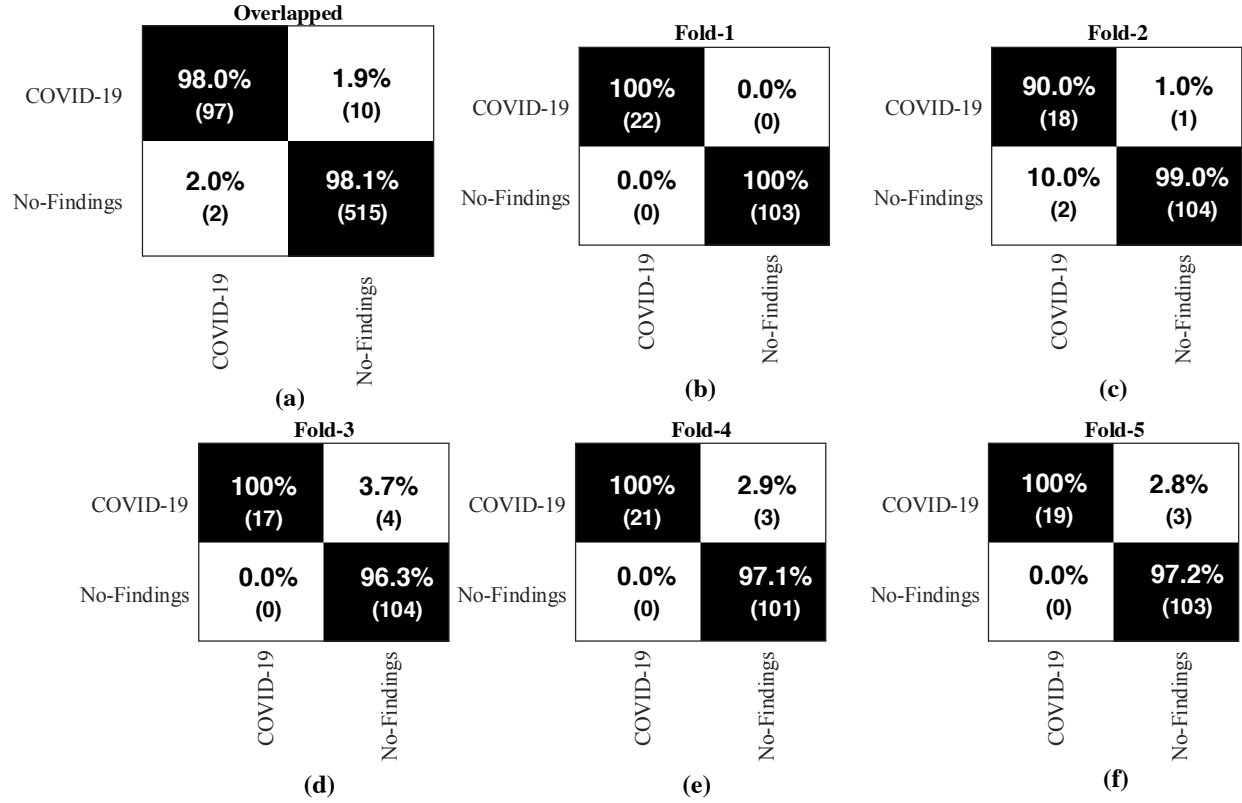 Overlapped
COVID-19
98.0%
1.9%
(97)
(10)
No-Findings
2.0%
98.1%
(2)
(515)
COVID-19
No-Findings
(a)
Fold-1
COVID-19
100%
0.0%
(22)
(0)
No-Findings
0.0%
100%
(0)
(103)
COVID-19
No-Findings
(b)
Fold-2
COVID-19
90.0%
1.0%
(18)
(1)
No-Findings
10.0%
99.0%
(2)
(104)
COVID-19
No-Findings
(c)
Fold-3
COVID-19
100%
3.7%
(17)
(4)
No-Findings
0.0%
96.3%
(0)
(104)
COVID-19
No-Findings
(d)
Fold-4
COVID-19
100%
2.9%
(21)
(3)
No-Findings
0.0%
97.1%
(0)
(101)
COVID-19
No-Findings
(e)
Fold-5
COVID-19
100%
2.8%
(19)
(3)
No-Findings
0.0%
97.2%
(0)
(103)
COVID-19
No-Findings
(f)